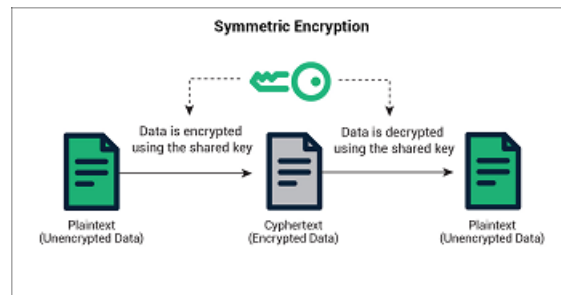 Symmetric Encryption
Data is encrypted
using the shared key
Data is decrypted
using the shared key
Plaintext
(Unencrypted Data)
Cyphertext
(Encrypted Data)
Plaintext
(Unencrypted Data)